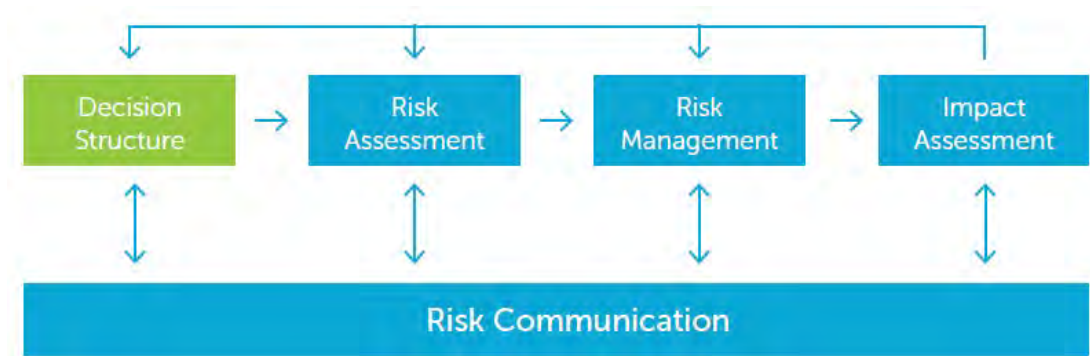 Decision
Structure
Risk
Assessment
Risk
Management
Impact
Assessment
Risk Communication